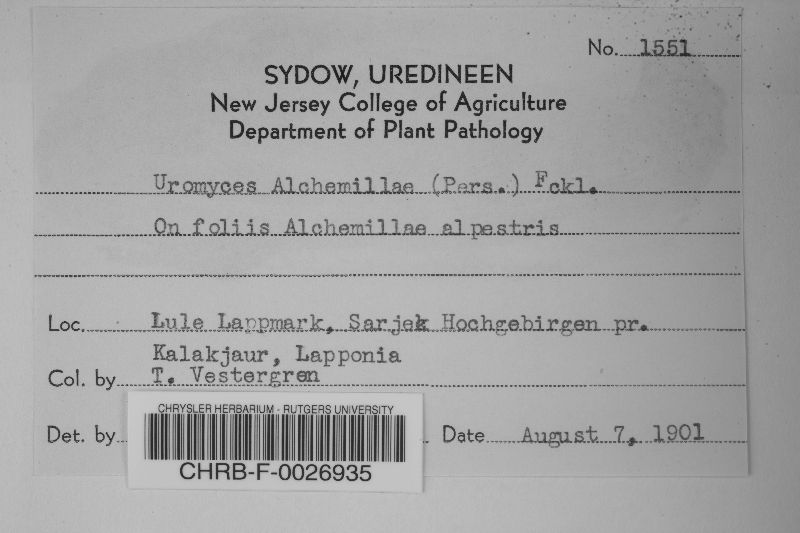 No. 1551
SYDOW, UREDINEEN
New Jersey College of Agriculture
Department of Plant Pathology
Uromyces Alchemillae (Pers.) Fckl.
On foliis Alchemillae alpestris
Loc. Lule Lappmark, Sarjek Hochgebirgen pr.
Kalakjaur, Lapponia
Col. by T. Vestergren
Det. by
Date August 7, 1901
CHRYSLER HERBARIUM - RUTGERS UNIVERSITY
CHRB-F-0026935